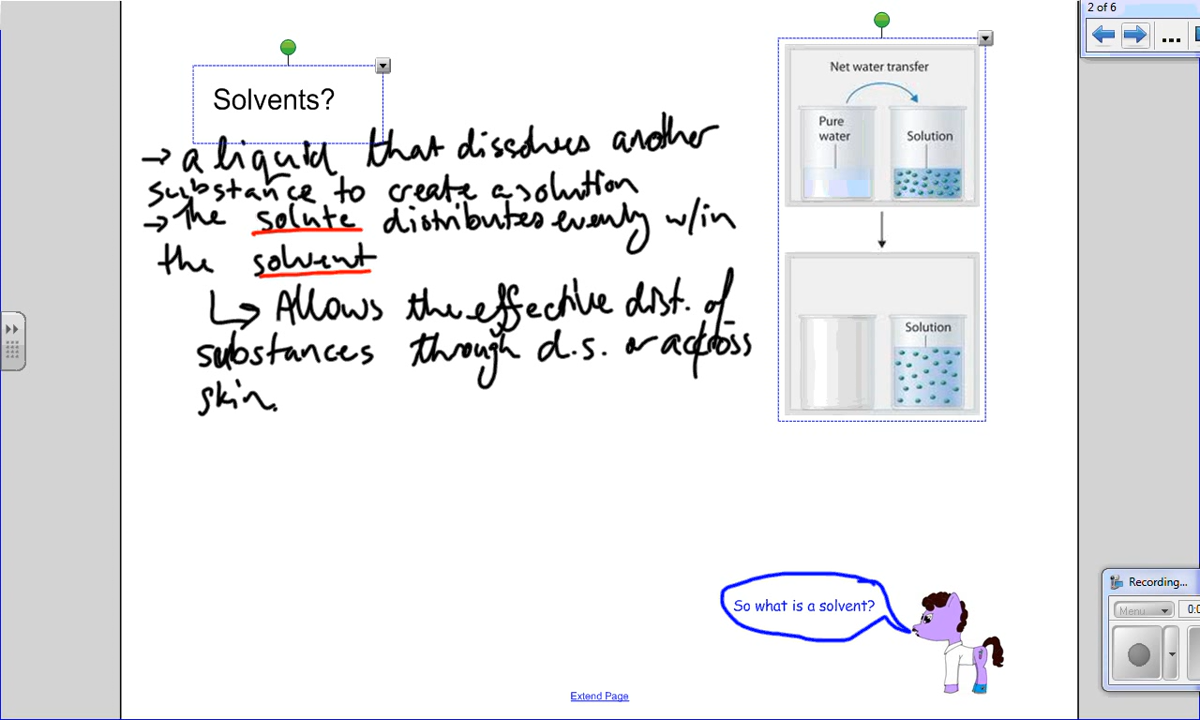 2 of 6
Solvents?
→ a liquid that dissolves another
substance to create a solution
→ The solute distributes evenly w/in
the solvent
↳ Allows the effective dist. of
substances through d.s. or across
skin.
Net water transfer
Pure
water
Solution
Solution
So what is a solvent?
Extend Page
Recording...
Menu